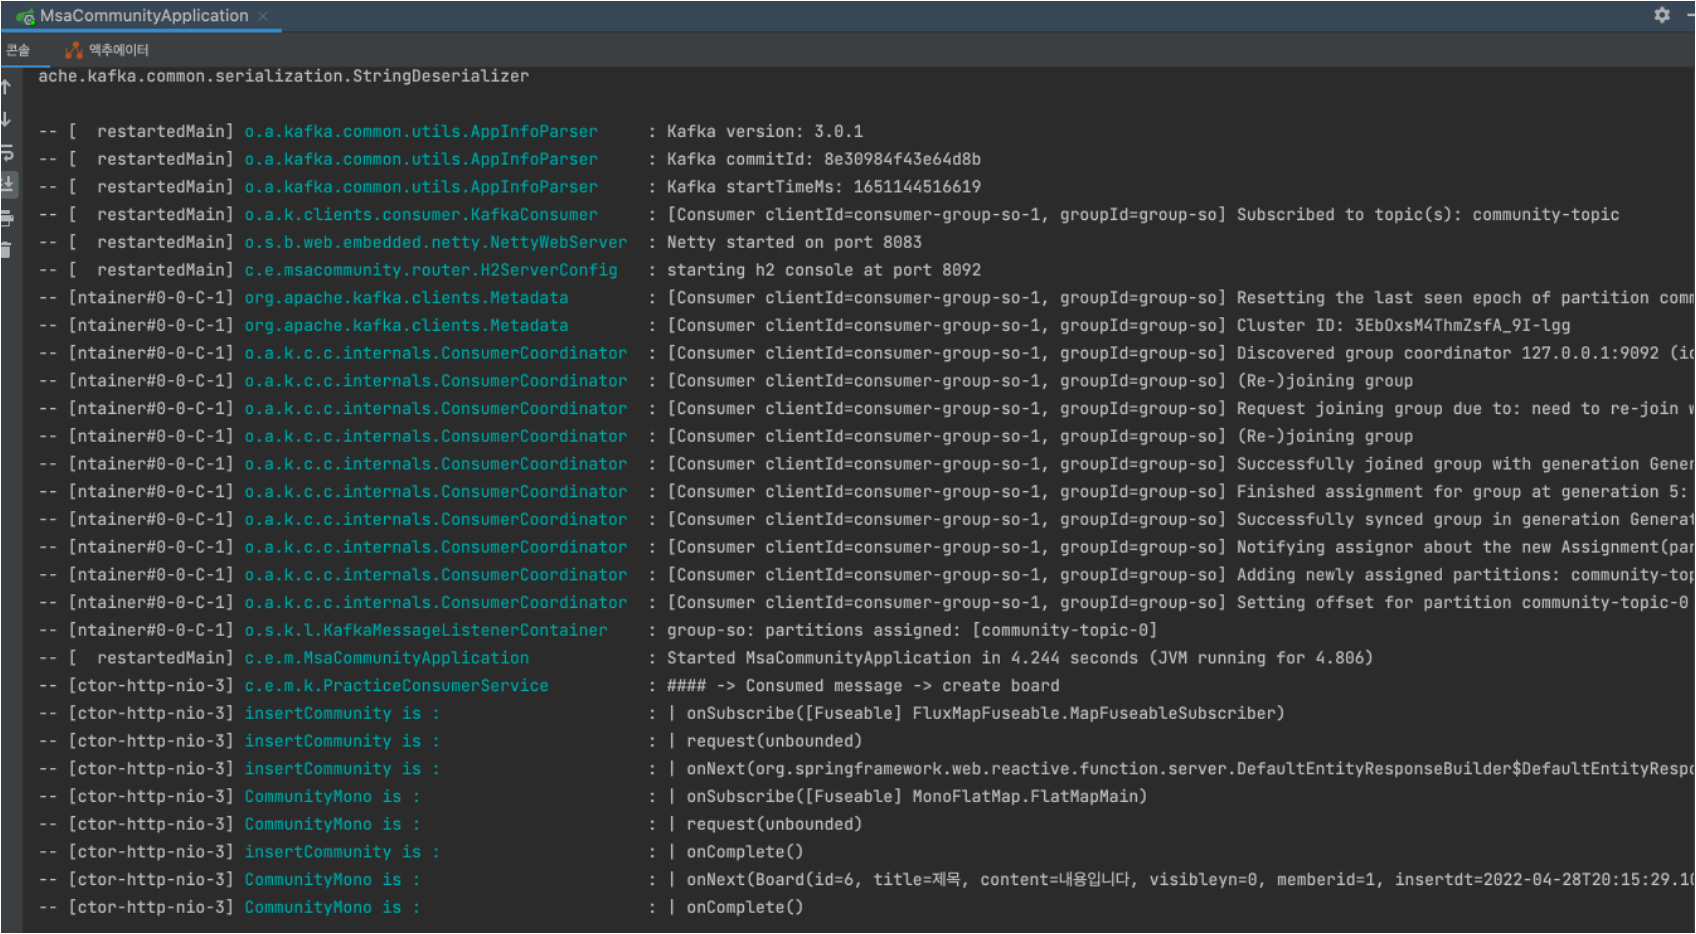 MsaCommunityApplication ×
콘솔 액추에이터
ache.kafka.common.serialization.StringDeserializer
-- [  restartedMain] o.a.kafka.common.utils.AppInfoParser : Kafka version: 3.0.1
-- [  restartedMain] o.a.kafka.common.utils.AppInfoParser : Kafka commitId: 8e30984f43e64d8b
-- [  restartedMain] o.a.kafka.common.utils.AppInfoParser : Kafka startTimeMs: 1651144516619
-- [  restartedMain] o.a.k.clients.consumer.KafkaConsumer : [Consumer clientId=consumer-group-so-1, groupId=group-so] Subscribed to topic(s): community-topic
-- [  restartedMain] o.s.b.web.embedded.netty.NettyWebServer : Netty started on port 8083
-- [  restartedMain] c.e.msacommunity.router.H2ServerConfig : starting h2 console at port 8092
-- [ntainer#0-0-C-1] org.apache.kafka.clients.Metadata : [Consumer clientId=consumer-group-so-1, groupId=group-so] Resetting the last seen epoch of partition com
-- [ntainer#0-0-C-1] org.apache.kafka.clients.Metadata : [Consumer clientId=consumer-group-so-1, groupId=group-so] Cluster ID: 3EbOxsM4ThmZsfA_9I-lgg
-- [ntainer#0-0-C-1] o.a.k.c.c.internals.ConsumerCoordinator : [Consumer clientId=consumer-group-so-1, groupId=group-so] Discovered group coordinator 127.0.0.1:9092 (i
-- [ntainer#0-0-C-1] o.a.k.c.c.internals.ConsumerCoordinator : [Consumer clientId=consumer-group-so-1, groupId=group-so] (Re-)joining group
-- [ntainer#0-0-C-1] o.a.k.c.c.internals.ConsumerCoordinator : [Consumer clientId=consumer-group-so-1, groupId=group-so] Request joining group due to: need to re-join
-- [ntainer#0-0-C-1] o.a.k.c.c.internals.ConsumerCoordinator : [Consumer clientId=consumer-group-so-1, groupId=group-so] (Re-)joining group
-- [ntainer#0-0-C-1] o.a.k.c.c.internals.ConsumerCoordinator : [Consumer clientId=consumer-group-so-1, groupId=group-so] Successfully joined group with generation Gene
-- [ntainer#0-0-C-1] o.a.k.c.c.internals.ConsumerCoordinator : [Consumer clientId=consumer-group-so-1, groupId=group-so] Finished assignment for group at generation 5:
-- [ntainer#0-0-C-1] o.a.k.c.c.internals.ConsumerCoordinator : [Consumer clientId=consumer-group-so-1, groupId=group-so] Successfully synced group in generation Genera
-- [ntainer#0-0-C-1] o.a.k.c.c.internals.ConsumerCoordinator : [Consumer clientId=consumer-group-so-1, groupId=group-so] Notifying assignor about the new Assignment(pa
-- [ntainer#0-0-C-1] o.a.k.c.c.internals.ConsumerCoordinator : [Consumer clientId=consumer-group-so-1, groupId=group-so] Adding newly assigned partitions: community-to
-- [ntainer#0-0-C-1] o.a.k.c.c.internals.ConsumerCoordinator : [Consumer clientId=consumer-group-so-1, groupId=group-so] Setting offset for partition community-topic-0
-- [ntainer#0-0-C-1] o.s.k.l.KafkaMessageListenerContainer : group-so: partitions assigned: [community-topic-0]
-- [  restartedMain] c.e.m.MsaCommunityApplication : Started MsaCommunityApplication in 4.244 seconds (JVM running for 4.806)
-- [ctor-http-nio-3] c.e.m.k.PracticeConsumerService : #### -> Consumed message -> create board
-- [ctor-http-nio-3] insertCommunity is : : | onSubscribe([Fuseable] FluxMapFuseable.MapFuseableSubscriber)
-- [ctor-http-nio-3] insertCommunity is : : | request(unbounded)
-- [ctor-http-nio-3] insertCommunity is : : | onNext(org.springframework.web.reactive.function.server.DefaultEntityResponseBuilder$DefaultEntityRespo
-- [ctor-http-nio-3] CommunityMono is : : | onSubscribe([Fuseable] MonoFlatMap.FlatMapMain)
-- [ctor-http-nio-3] CommunityMono is : : | request(unbounded)
-- [ctor-http-nio-3] insertCommunity is : : | onComplete()
-- [ctor-http-nio-3] CommunityMono is : : | onNext(Board(id=6, title=제목, content=내용입니다, visibleyn=0, memberid=1, insertdt=2022-04-28T20:15:29.10
-- [ctor-http-nio-3] CommunityMono is : : | onComplete()